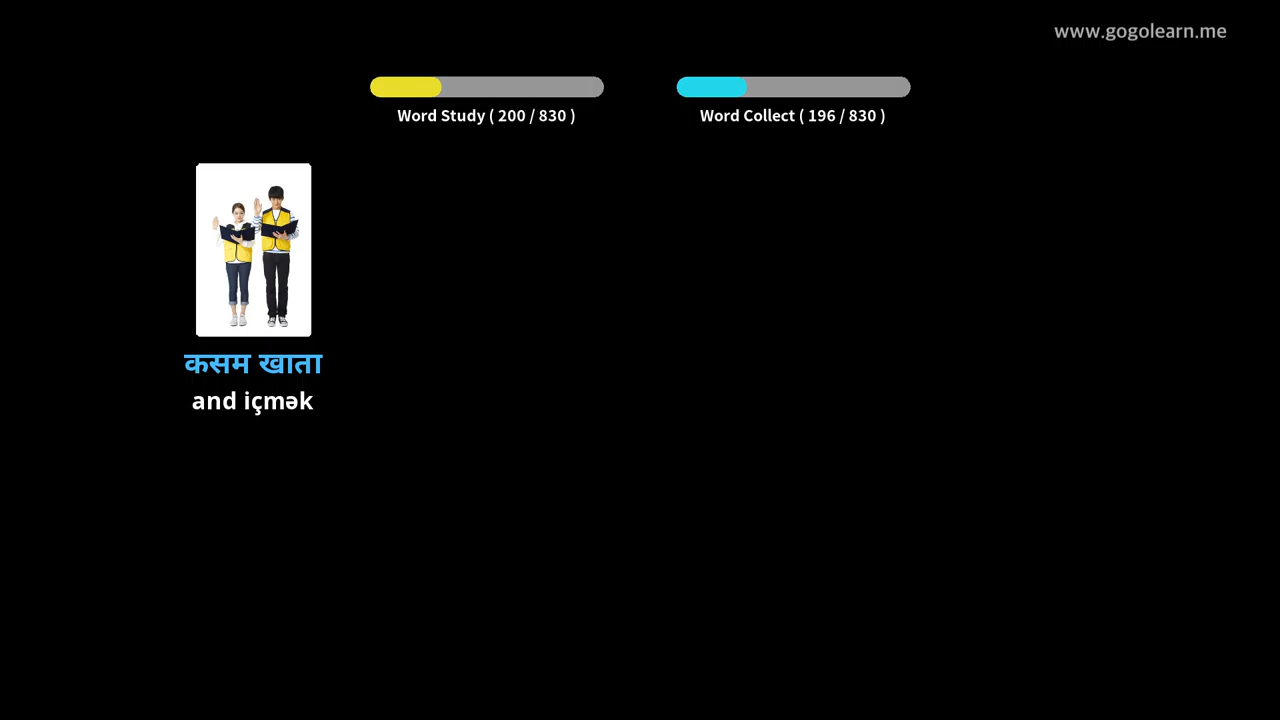 www.gogolearn.me
Word Study ( 200 / 830 )
Word Collect ( 196 / 830 )
कसम खाता
and içmək